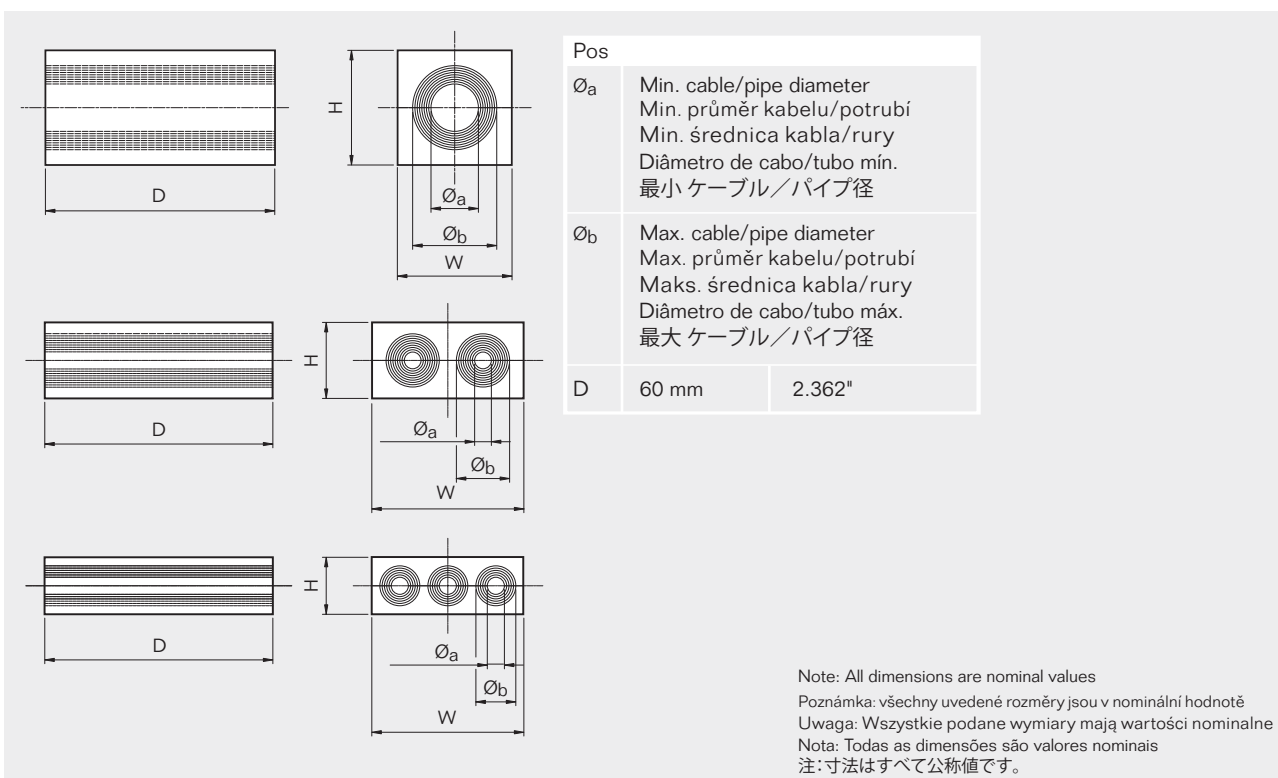 D
H
Øa
Øb
W
D
H
Øa
Øb
W
D
H
Øa
Øb
W
Pos
Øa
Min. cable/pipe diameter
Min. průměr kabelu/potrubí
Min. średnica kabla/rury
Diâmetro de cabo/tubo mín.
最小 ケーブル／パイプ径
Øb
Max. cable/pipe diameter
Max. průměr kabelu/potrubí
Maks. średnica kabla/rury
Diâmetro de cabo/tubo máx.
最大 ケーブル／パイプ径
D 60 mm 2.362"
Note: All dimensions are nominal values
Poznámka: všechny uvedené rozměry jsou v nominální hodnotě
Uwaga: Wszystkie podane wymiary mają wartości nominalne
Nota: Todas as dimensões são valores nominais
注：寸法はすべて公称値です。